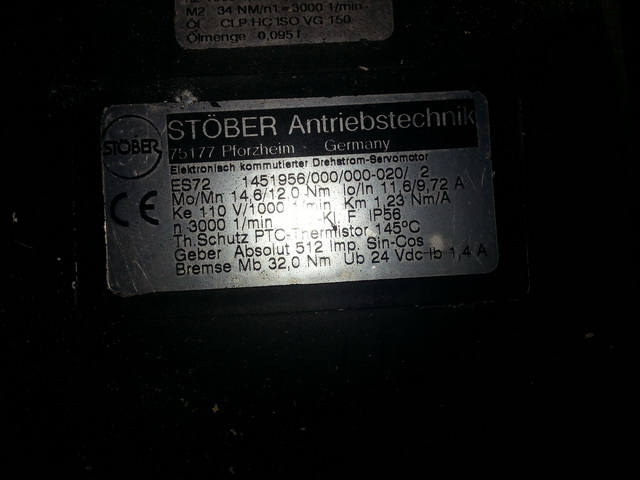 M2 34 NM/n1=3000 1/min
Öl CLP HC ISO VG 150
Ölmenge 0,095 l
STÖBER
STÖBER Antriebstechnik
75177 Pforzheim - Germany
Elektronisch kommutierter Drehstrom-Servomotor
ES72 1451956/000/000-020/ 2
Mo/Mn 14,6/12,0 Nm Io/In 11,6/9,72 A
Ke 110 V/1000 1/min Km 1,23 Nm/A
n 3000 1/min KL F IP56
Th.Schutz PTC-Thermistor 145°C
Geber Absolut 512 Imp. Sin-Cos
Bremse Mb 32,0 Nm Ub 24 Vdc Ib 1,4 A
CE